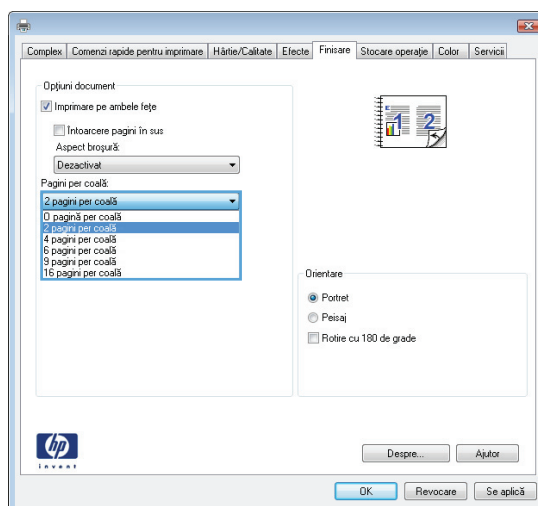 Complex Comenzi rapide pentru imprimare Hârtie/Calitate Efecte Finisare Stocare operaţie Color Servicii
Opţiuni document
Imprimare pe ambele feţe
Întoarcere pagini în sus
Aspect broşură:
Dezactivat
Pagini per coală:
2 pagini per coală
O pagină per coală
2 pagini per coală
4 pagini per coală
6 pagini per coală
9 pagini per coală
16 pagini per coală
1 2
Orientare
Portret
Peisaj
Rotire cu 180 de grade
hp
invent
Despre... Ajutor
OK Revocare Se aplică